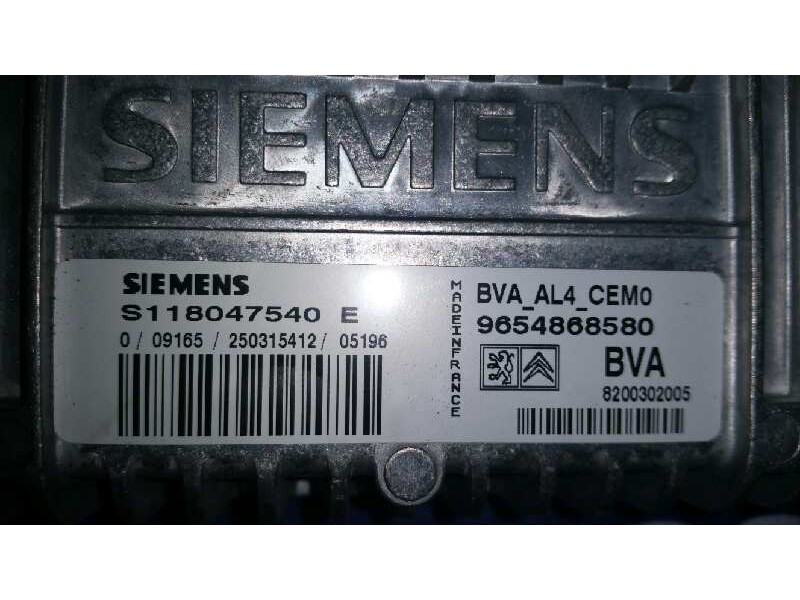 SIEMENS
SIEMENS
S118047540 E
0/ 09165/ 250315412/ 05196
MADEINFRANCE
BVA_AL4_CEM0
9654868580
BVA
8200302005